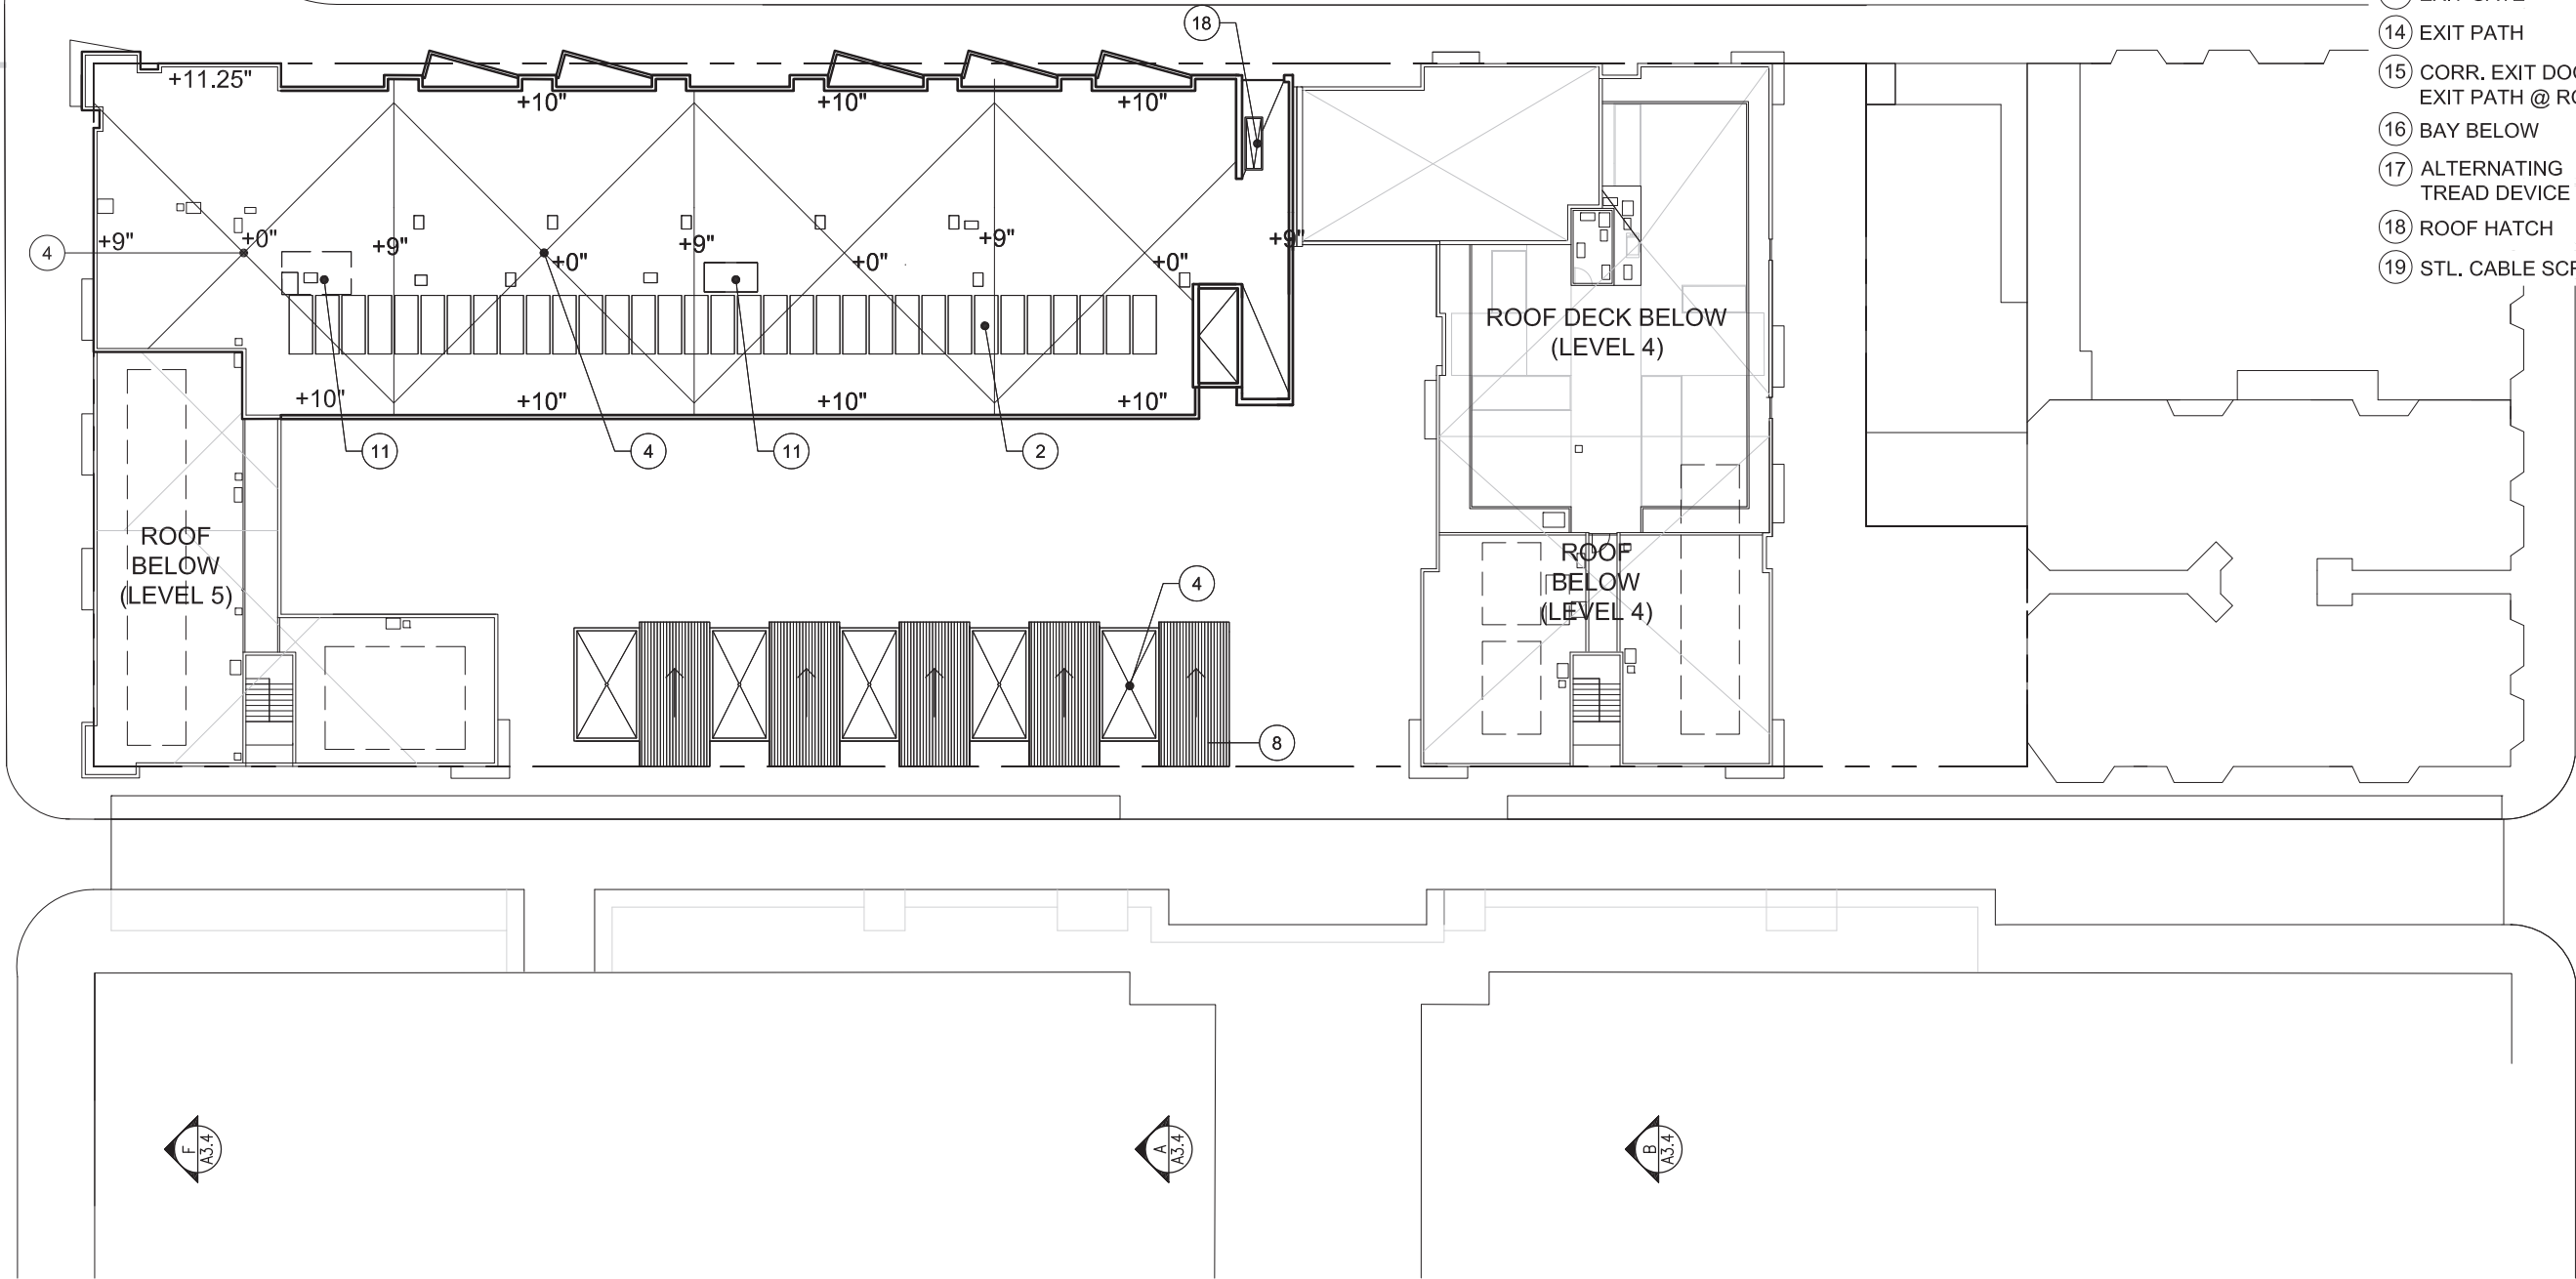 18
14 EXIT PATH
15 CORR. EXIT
EXIT PATH @
16 BAY BELOW
17 ALTERNATING
TREAD DEVICE
18 ROOF HATCH
19 STL. CABLE
+11.25"
+10"
+10"
+10"
4
+9"
+0"
+9"
+0"
+9"
+0"
+9"
+0"
+9"
+10"
+10"
+10"
+10"
11
4
11
2
ROOF DECK BELOW
(LEVEL 4)
ROOF
BELOW
(LEVEL 5)
ROOF
BELOW
(LEVEL 4)
4
8
F
A3.4
A
A3.4
B
A3.4